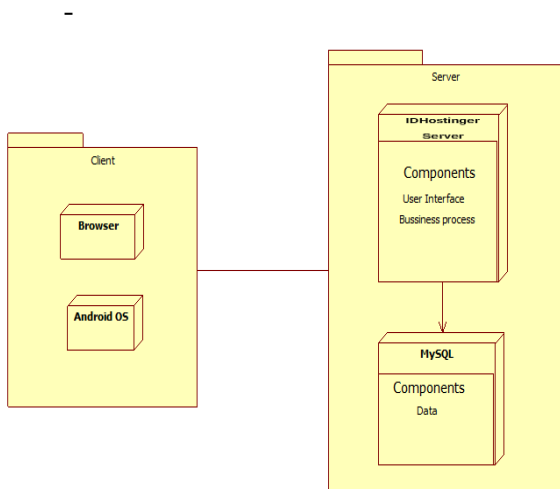 -
Server
IDHostinger
Server
Components
User Interface
Bussiness process
Client
Browser
Android OS
MySQL
Components
Data